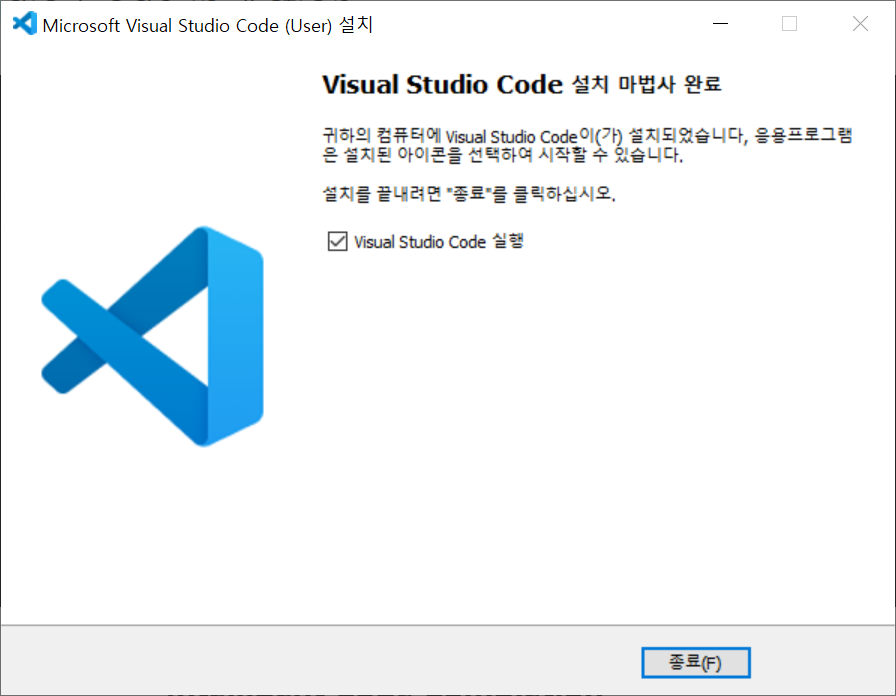 Microsoft Visual Studio Code (User) 설치
Visual Studio Code 설치 마법사 완료
귀하의 컴퓨터에 Visual Studio Code이(가) 설치되었습니다, 응용프로그램
은 설치된 아이콘을 선택하여 시작할 수 있습니다.
설치를 끝내려면 "종료"를 클릭하십시오.
Visual Studio Code 실행
종료(F)